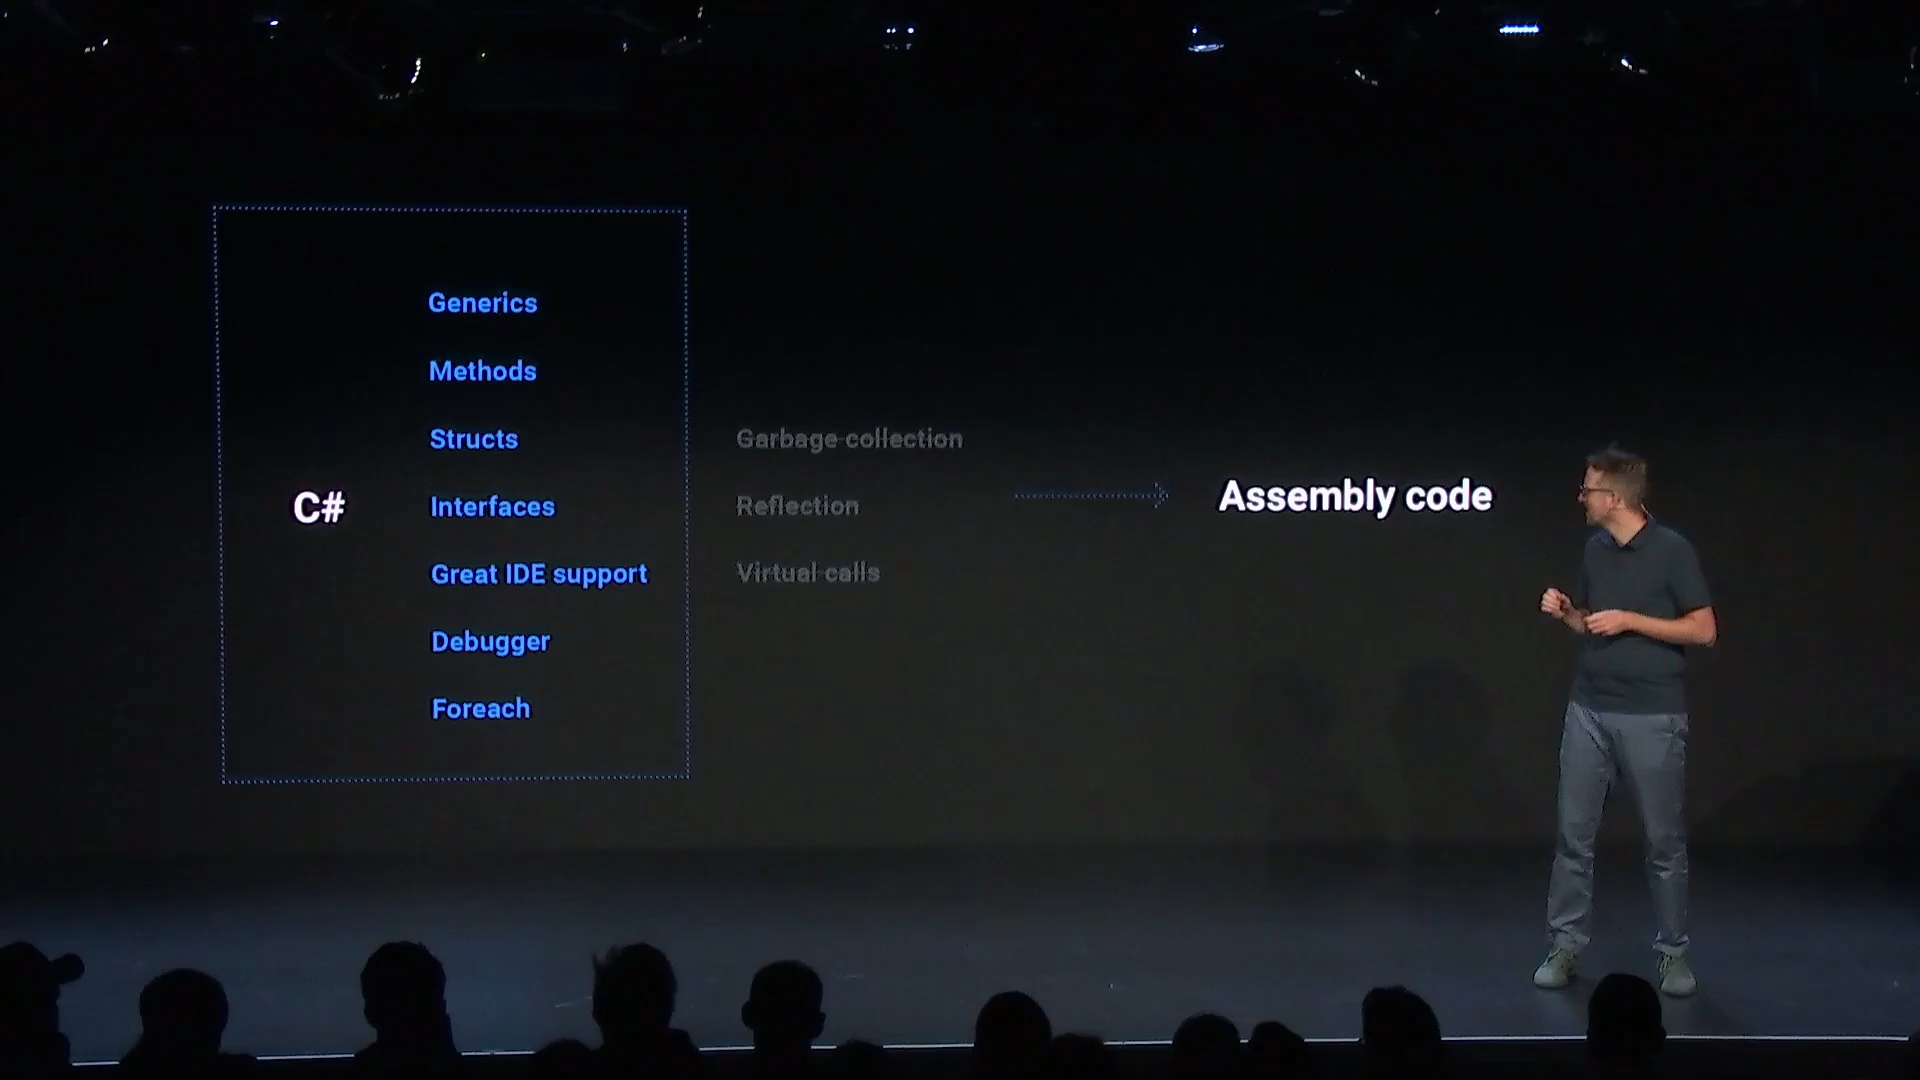 C#
Generics
Methods
Structs
Interfaces
Great IDE support
Debugger
Foreach
Garbage collection
Reflection
Virtual calls
Assembly code